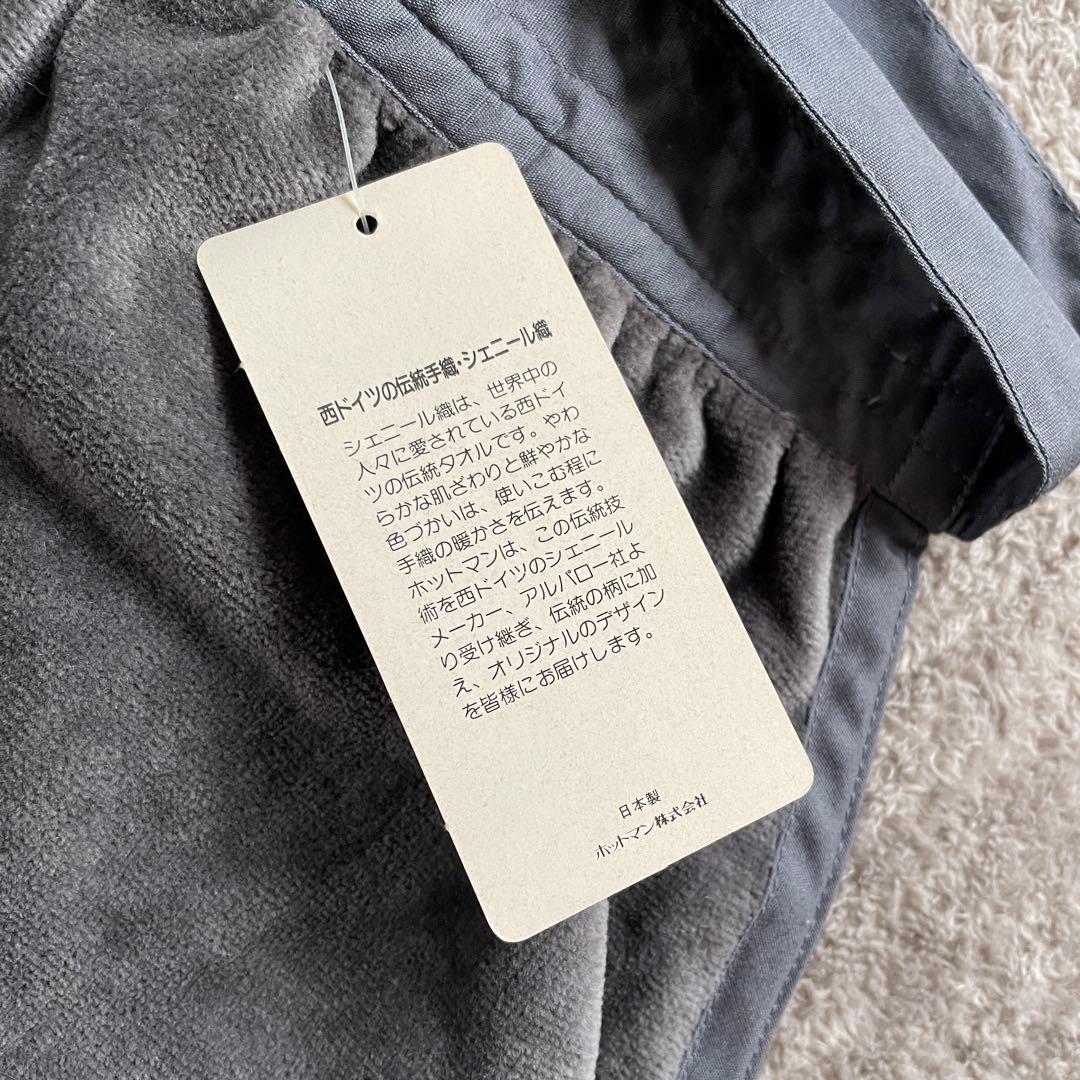 西ドイツの伝統手織・シェニール織
シェニール織は、世界中の
人々に愛されている西ドイ
ツの伝統タオルです。やわ
らかな肌ざわりと鮮やかな
色づかいは、使いこむ程に
手織の暖かさを伝えます。
ホットマンは、この伝統技
術を西ドイツのシェニール
メーカー、アルバロー社よ
り受け継ぎ、伝統の柄に加
え、オリジナルのデザイン
を皆様にお届けします。
日本製
ホットマン株式会社